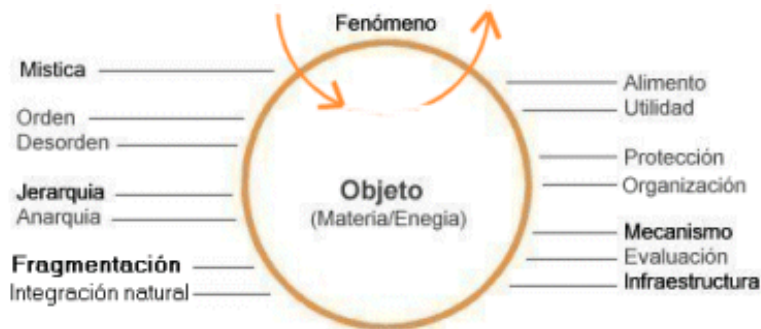 Fenómeno
Mistica
Orden
Desorden
Jerarquia
Anarquia
Fragmentación
Integración natural
Objeto
(Materia/Enegia)
Alimento
Utilidad
Protección
Organización
Mecanismo
Evaluación
Infraestructura